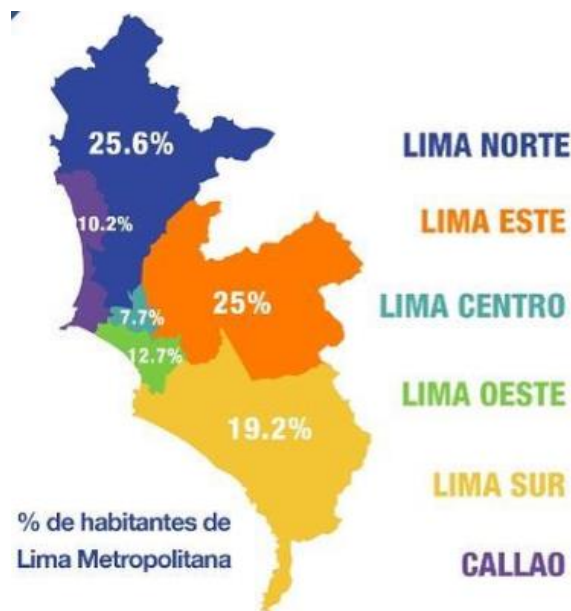 25.6%
LIMA NORTE
10.2%
LIMA ESTE
25%
LIMA CENTRO
7.7%
12.7%
LIMA OESTE
19.2%
LIMA SUR
% de habitantes de
Lima Metropolitana
CALLAO